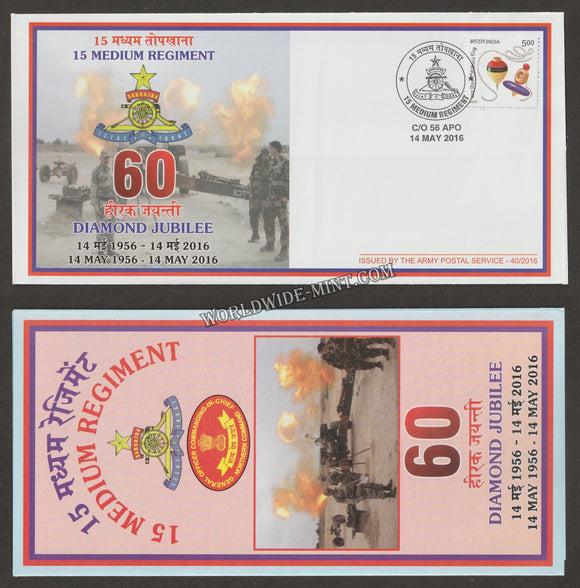 15 मध्यम तोपखाना
15 MEDIUM REGIMENT
SARVATRA
60
हीरक जयन्ती
DIAMOND JUBILEE
14 मई 1956 - 14 मई 2016
14 MAY 1956 - 14 MAY 2016
15 मध्यम तोपखाना
15 MEDIUM REGIMENT
C/O 56 APO
14 MAY 2016
भारत INDIA
5.00
ISSUED BY THE ARMY POSTAL SERVICE - 40/2016
WORLDWIDE-MINT.COM
15 मध्यम रेजिमेंट
15 MEDIUM REGIMENT
GENERAL OFFICER COMMANDING-IN-CHIEF
NORTHERN COMMAND
60
हीरक जयन्ती
DIAMOND JUBILEE
14 मई 1956 - 14 मई 2016
14 MAY 1956 - 14 MAY 2016